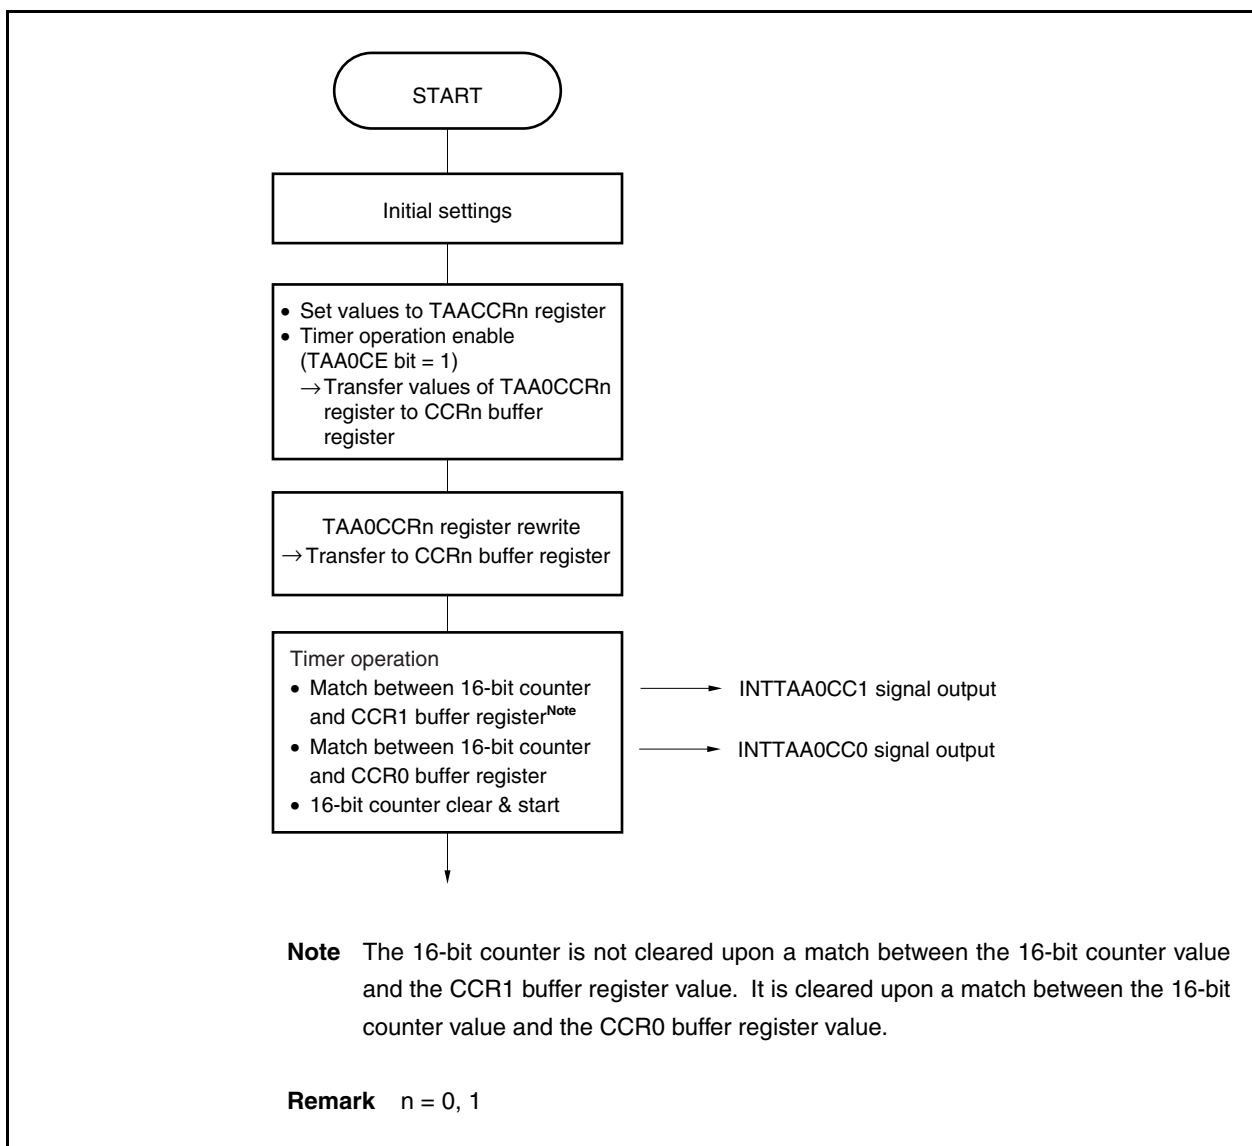 START
Initial settings
• Set values to TAACCRn register
• Timer operation enable
(TAA0CE bit = 1)
→ Transfer values of TAA0CCRn
register to CCRn buffer
register
TAA0CCRn register rewrite
→ Transfer to CCRn buffer register
Timer operation
• Match between 16-bit counter
and CCR1 buffer registerNote
INTTAA0CC1 signal output
• Match between 16-bit counter
and CCR0 buffer register
INTTAA0CC0 signal output
• 16-bit counter clear & start
Note The 16-bit counter is not cleared upon a match between the 16-bit counter value
and the CCR1 buffer register value. It is cleared upon a match between the 16-bit
counter value and the CCR0 buffer register value.
Remark n = 0, 1